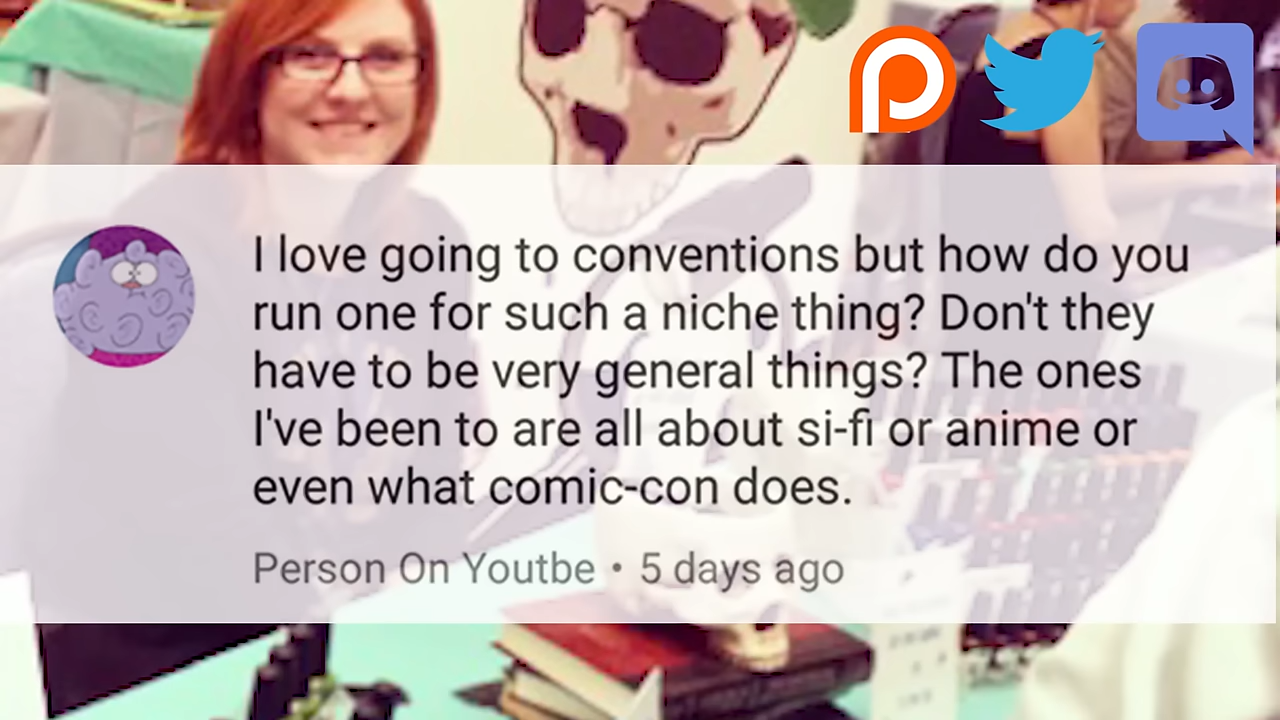 I love going to conventions but how do you
run one for such a niche thing? Don't they
have to be very general things? The ones
I've been to are all about si-fi or anime or
even what comic-con does.
Person On Youtbe • 5 days ago